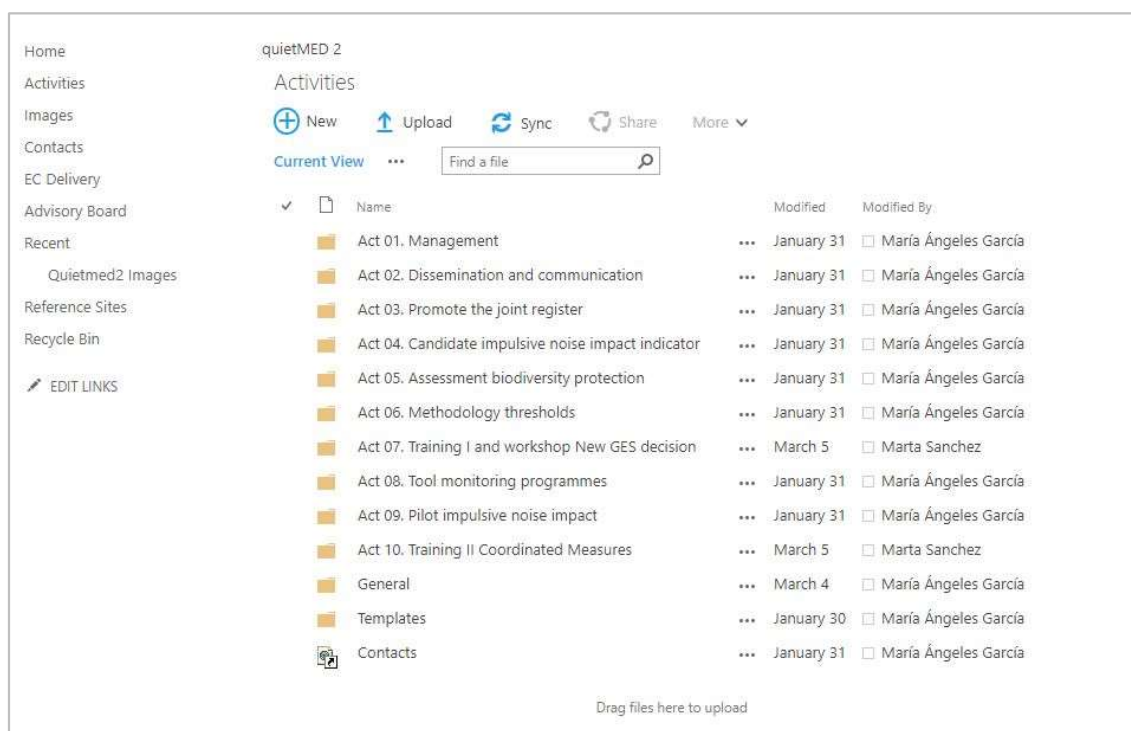 Home
Activities
Images
Contacts
EC Delivery
Advisory Board
Recent
Quietmed2 Images
Reference Sites
Recycle Bin
EDIT LINKS
quietMED 2
Activities
New Upload Sync Share More
Current View ••• Find a file
Name Modified Modified By
Act 01. Management ••• January 31 María Ángeles García
Act 02. Dissemination and communication ••• January 31 María Ángeles García
Act 03. Promote the joint register ••• January 31 María Ángeles García
Act 04. Candidate impulsive noise impact indicator ••• January 31 María Ángeles García
Act 05. Assessment biodiversity protection ••• January 31 María Ángeles García
Act 06. Methodology thresholds ••• January 31 María Ángeles García
Act 07. Training I and workshop New GES decision ••• March 5 Marta Sanchez
Act 08. Tool monitoring programmes ••• January 31 María Ángeles García
Act 09. Pilot impulsive noise impact ••• January 31 María Ángeles García
Act 10. Training II Coordinated Measures ••• March 5 Marta Sanchez
General ••• March 4 María Ángeles García
Templates ••• January 30 María Ángeles García
Contacts ••• January 31 María Ángeles García
Drag files here to upload